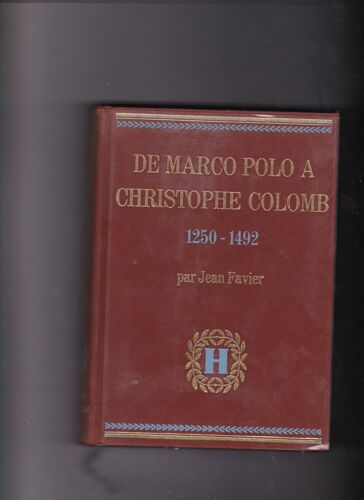 DE MARCO POLO A
CHRISTOPHE COLOMB
1250 - 1492
par Jean Favier
H